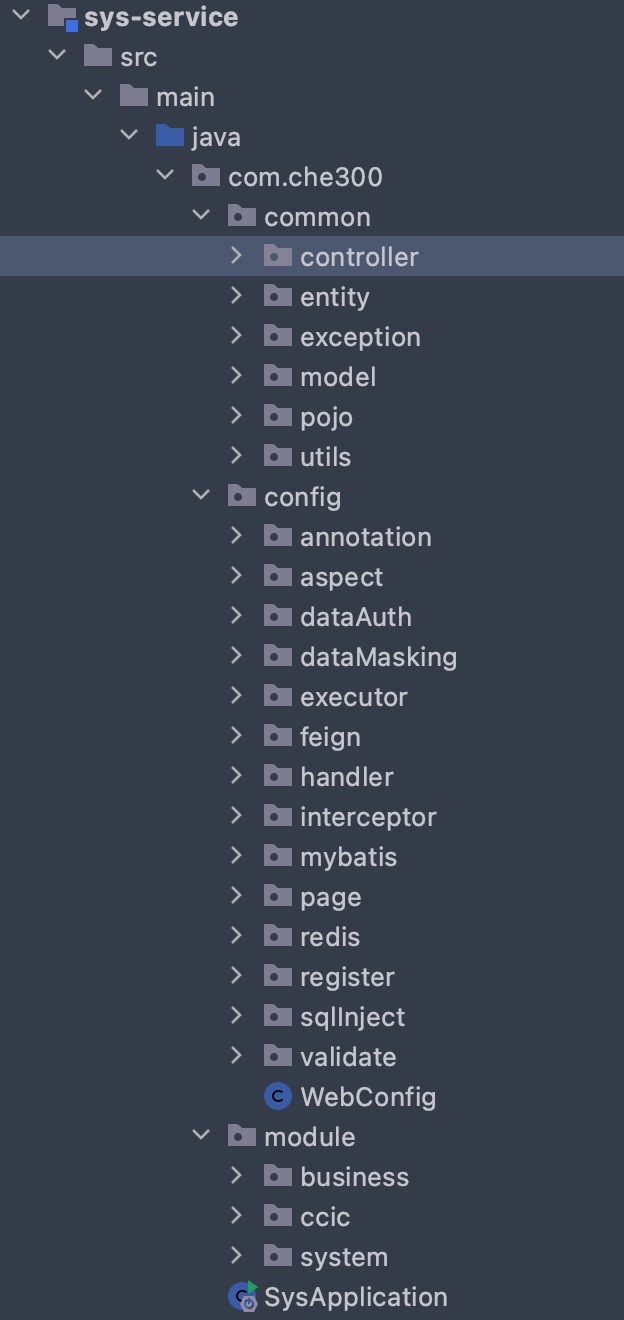 sys-service
src
main
java
com.che300
common
controller
entity
exception
model
pojo
utils
config
annotation
aspect
dataAuth
dataMasking
executor
feign
handler
interceptor
mybatis
page
redis
register
sqlInject
validate
C WebConfig
module
business
ccic
system
C SysApplication